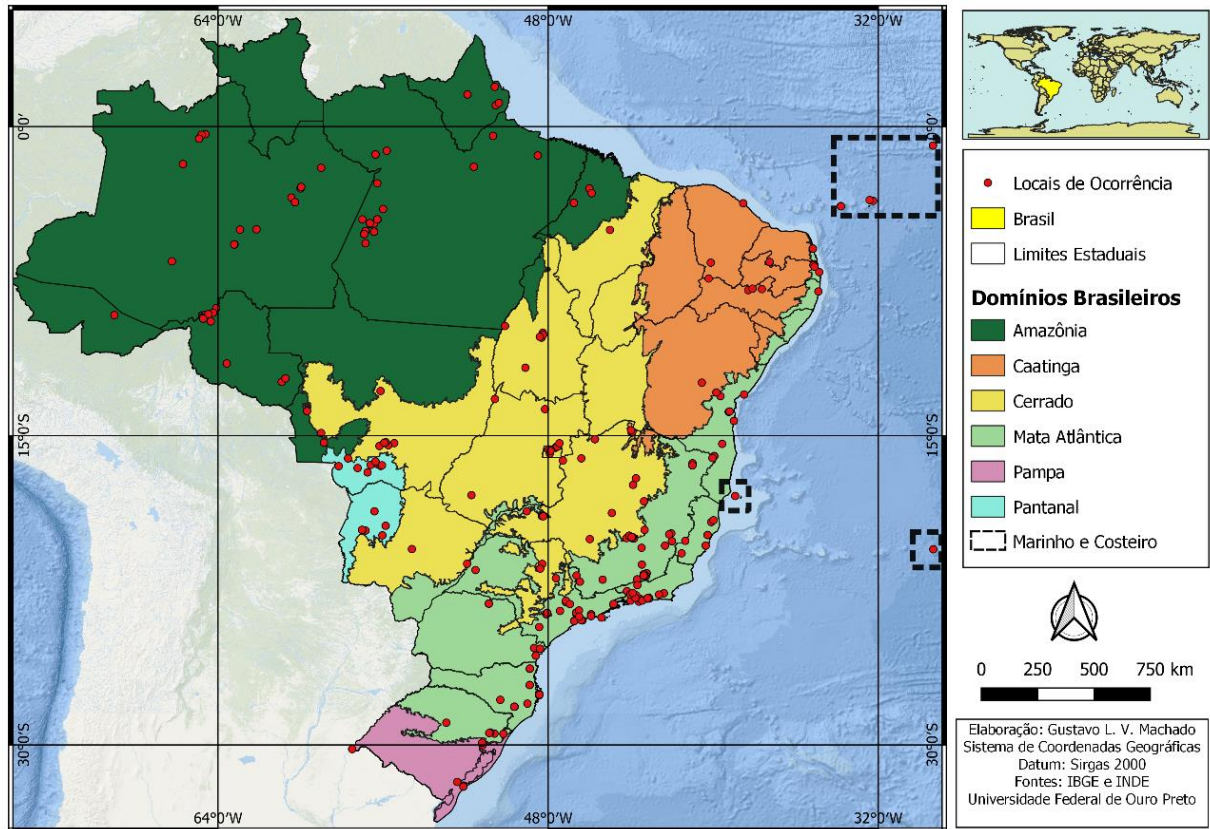 64°0'W
48°0'W
32°0'W
0°0'
0°0'
15°0'S
15°0'S
30°0'S
30°0'S
64°0'W
48°0'W
32°0'W
Locais de Ocorrência
Brasil
Limites Estaduais
Domínios Brasileiros
Amazônia
Caatinga
Cerrado
Mata Atlântica
Pampa
Pantanal
Marinho e Costeiro
0 250 500 750 km
Elaboração: Gustavo L. V. Machado
Sistema de Coordenadas Geográficas
Datum: Sirgas 2000
Fontes: IBGE e INDE
Universidade Federal de Ouro Preto